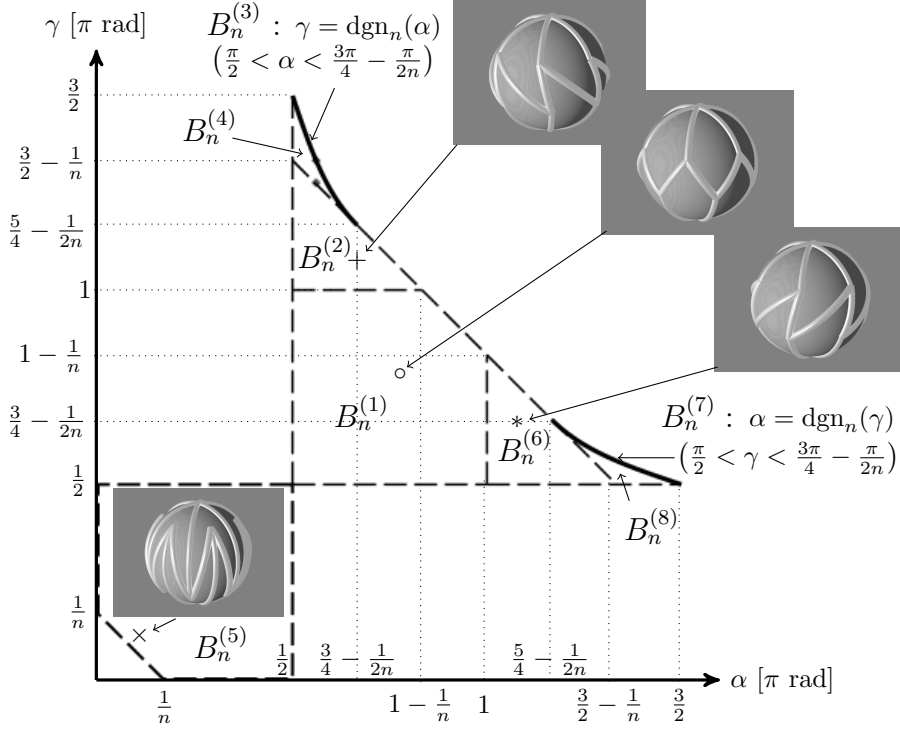 γ [π rad]
B_n^{(3)} : γ = dgn_n(α)
(π/2 < α < 3π/4 − π/2n)
3/2
B_n^{(4)}
3/2 − 1/n
5/4 − 1/2n
B_n^{(2)}
1
1 − 1/n
B_n^{(1)}
3/4 − 1/2n
B_n^{(7)} : α = dgn_n(γ)
(π/2 < γ < 3π/4 − π/2n)
B_n^{(6)}
1/2
B_n^{(8)}
1/n
B_n^{(5)}
1/2
3/4 − 1/2n
5/4 − 1/2n
α [π rad]
1/n
1 − 1/n
1
3/2 − 1/n
3/2